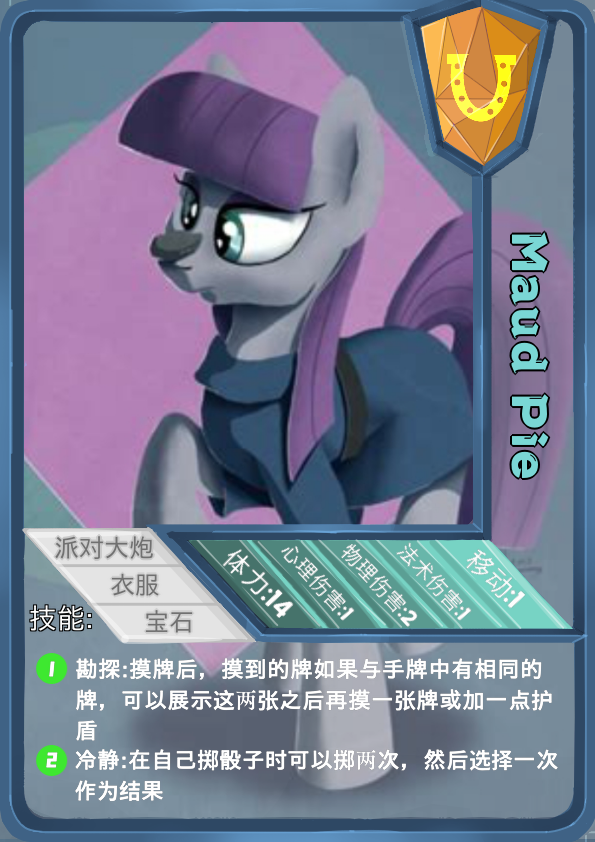 Maud Pie
派对大炮
衣服
宝石
体力:14
心理伤害:1
物理伤害:2
法术伤害:1
移动:1
技能:
1 勘探:摸牌后，摸到的牌如果与手牌中有相同的
牌，可以展示这两张之后再摸一张牌或加一点护
盾
2 冷静:在自己掷骰子时可以掷两次，然后选择一次
作为结果